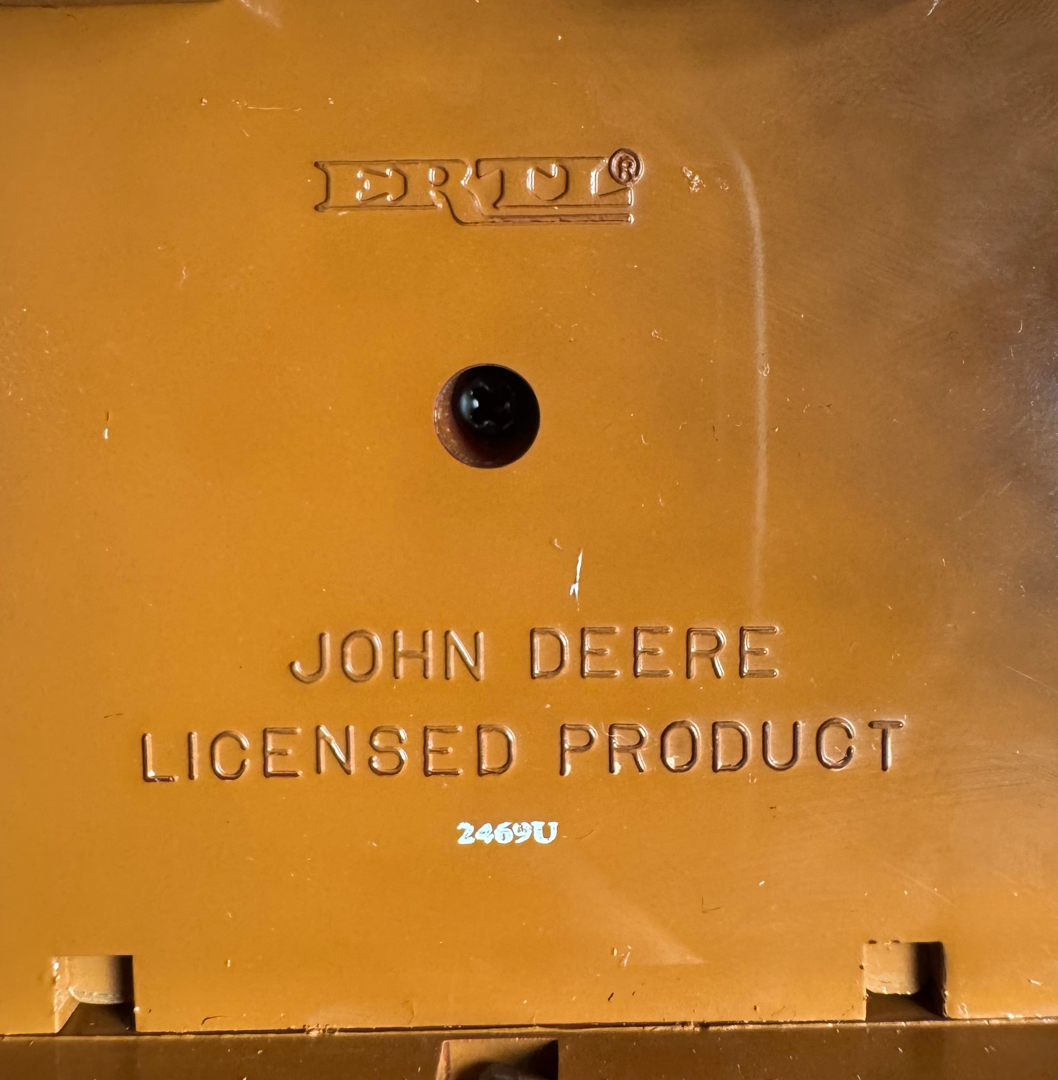 ERTL®
JOHN DEERE
LICENSED PRODUCT
2469U